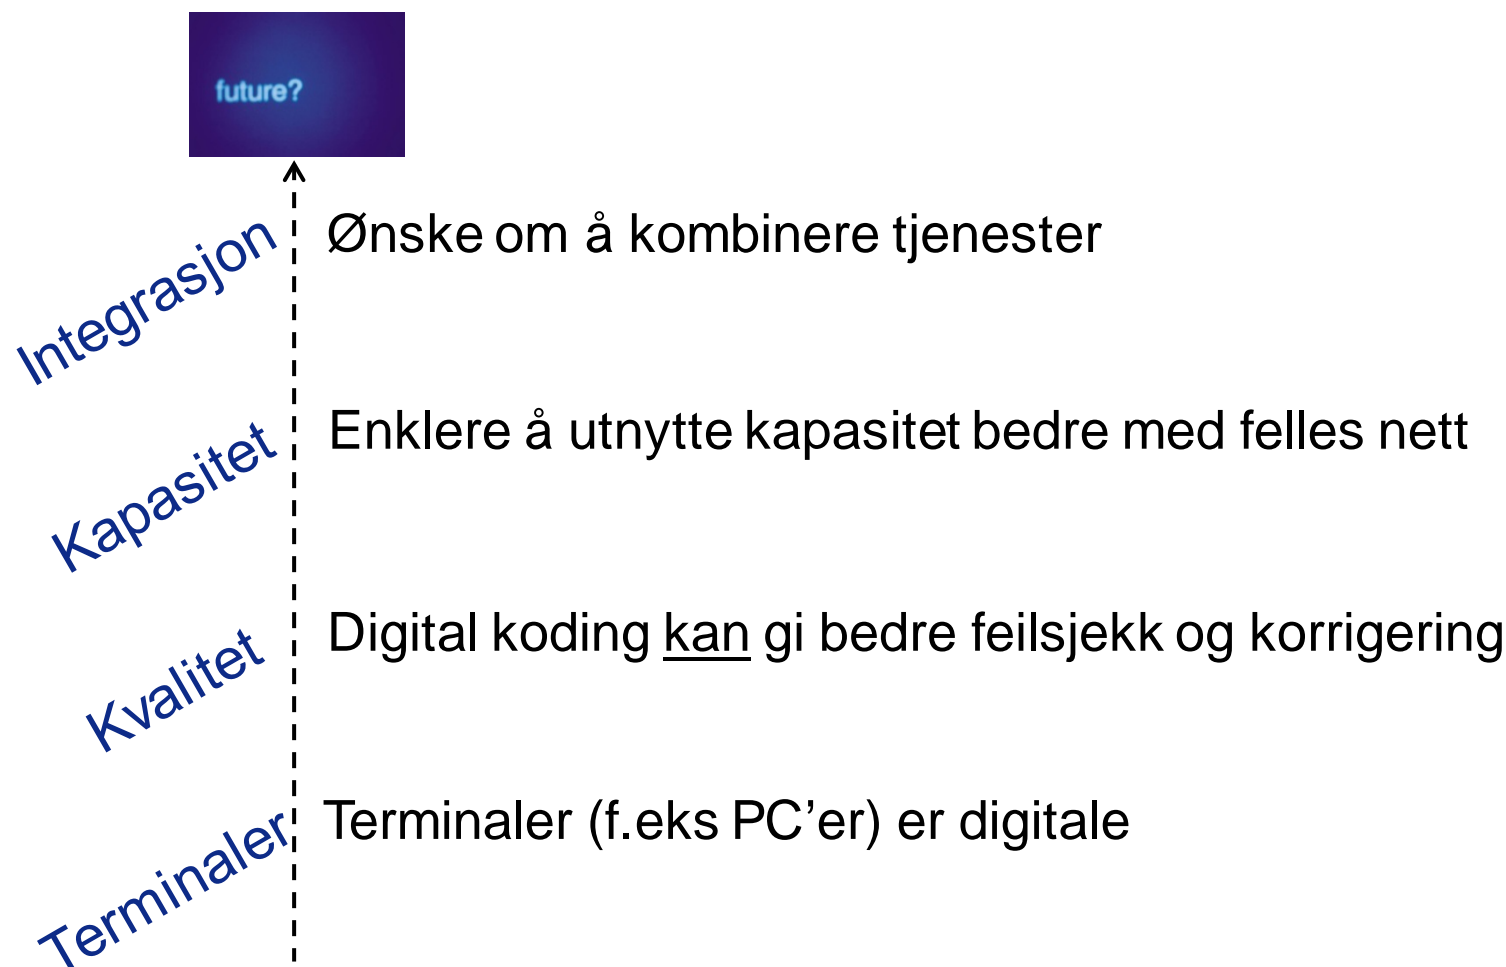 future?
Integrasjon
Ønske om å kombinere tjenester
Kapasitet
Enklere å utnytte kapasitet bedre med felles nett
Kvalitet
Digital koding kan gi bedre feilsjekk og korrigering
Terminaler
Terminaler (f.eks PC’er) er digitale